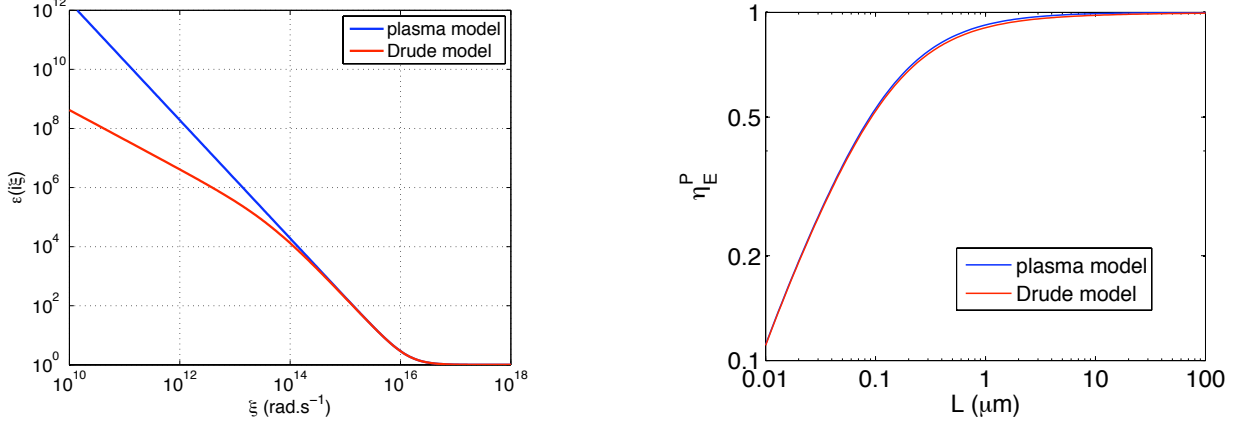 10^12
10^10
10^8
10^6
10^4
10^2
10^0
ε(iξ)
plasma model
Drude model
10^10 10^12 10^14 10^16 10^18
ξ (rad.s^-1)
1
0.5
0.2
0.1
η_E^P
plasma model
Drude model
0.01 0.1 1 10 100
L (μm)